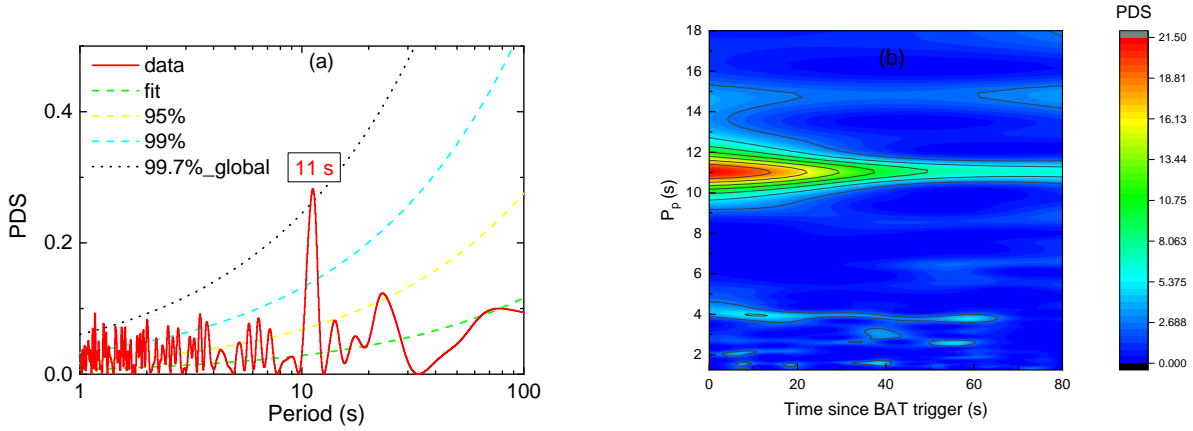 (a)
data
fit
95%
99%
99.7%_global
11 s
0.4
0.2
0.0
PDS
1
10
100
Period (s)
(b)
18
16
14
12
10
8
6
4
2
P_p (s)
0
20
40
60
80
Time since BAT trigger (s)
PDS
21.50
18.81
16.13
13.44
10.75
8.063
5.375
2.688
0.000